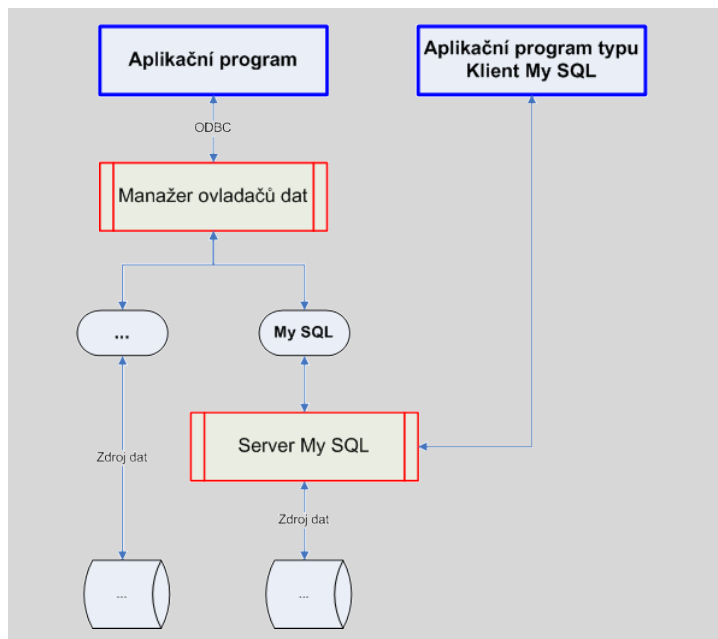 Aplikační program
Aplikační program typu
Klient My SQL
ODBC
Manažer ovladačů dat
...
My SQL
Server My SQL
Zdroj dat
Zdroj dat
...
...